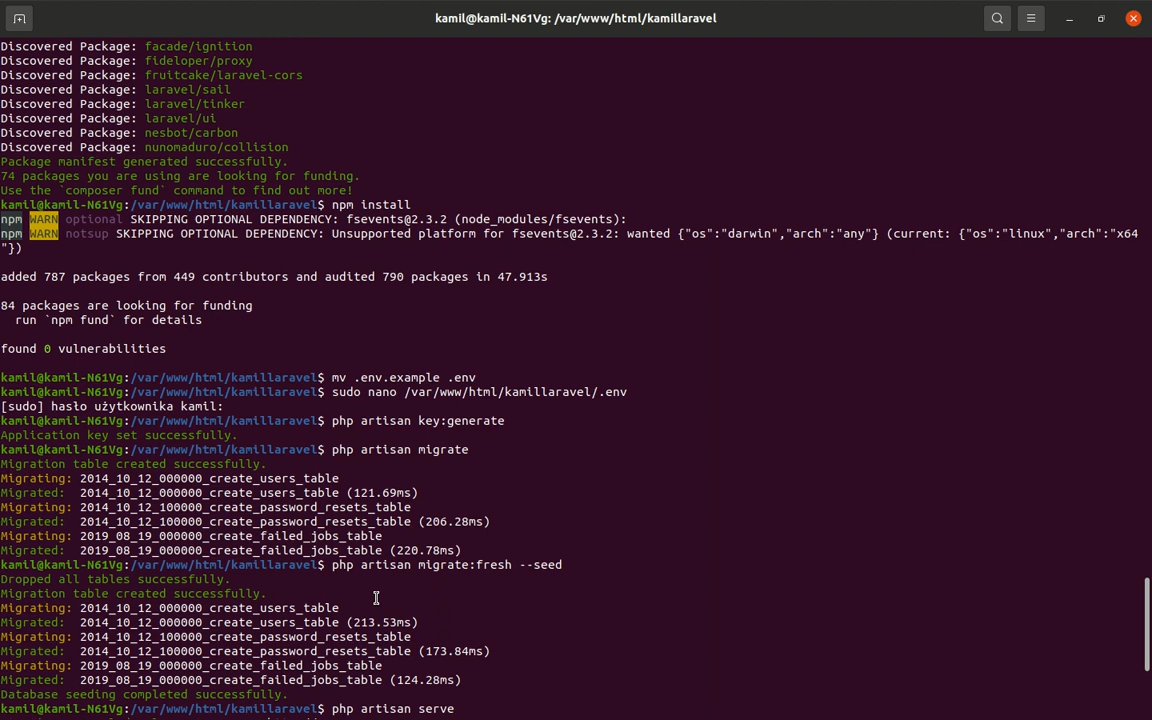 kamil@kamil-N61Vg: /var/www/html/kamillaravel
Discovered Package: facade/ignition
Discovered Package: fideloper/proxy
Discovered Package: fruitcake/laravel-cors
Discovered Package: laravel/sail
Discovered Package: laravel/tinker
Discovered Package: laravel/ui
Discovered Package: nesbot/carbon
Discovered Package: nunomaduro/collision
Package manifest generated successfully.
74 packages you are using are looking for funding.
Use the `composer fund` command to find out more!
kamil@kamil-N61Vg:/var/www/html/kamillaravel$ npm install
npm WARN optional SKIPPING OPTIONAL DEPENDENCY: fsevents@2.3.2 (node_modules/fsevents):
npm WARN notsup SKIPPING OPTIONAL DEPENDENCY: Unsupported platform for fsevents@2.3.2: wanted {"os":"darwin","arch":"any"} (current: {"os":"linux","arch":"x64
"})
added 787 packages from 449 contributors and audited 790 packages in 47.913s
84 packages are looking for funding
run `npm fund` for details
found 0 vulnerabilities
kamil@kamil-N61Vg:/var/www/html/kamillaravel$ mv .env.example .env
kamil@kamil-N61Vg:/var/www/html/kamillaravel$ sudo nano /var/www/html/kamillaravel/.env
[sudo] hasło użytkownika kamil:
kamil@kamil-N61Vg:/var/www/html/kamillaravel$ php artisan key:generate
Application key set successfully.
kamil@kamil-N61Vg:/var/www/html/kamillaravel$ php artisan migrate
Migration table created successfully.
Migrating: 2014_10_12_000000_create_users_table
Migrated:  2014_10_12_000000_create_users_table (121.69ms)
Migrating: 2014_10_12_100000_create_password_resets_table
Migrated:  2014_10_12_100000_create_password_resets_table (206.28ms)
Migrating: 2019_08_19_000000_create_failed_jobs_table
Migrated:  2019_08_19_000000_create_failed_jobs_table (220.78ms)
kamil@kamil-N61Vg:/var/www/html/kamillaravel$ php artisan migrate:fresh --seed
Dropped all tables successfully.
Migration table created successfully.
Migrating: 2014_10_12_000000_create_users_table
Migrated:  2014_10_12_000000_create_users_table (213.53ms)
Migrating: 2014_10_12_100000_create_password_resets_table
Migrated:  2014_10_12_100000_create_password_resets_table (173.84ms)
Migrating: 2019_08_19_000000_create_failed_jobs_table
Migrated:  2019_08_19_000000_create_failed_jobs_table (124.28ms)
Database seeding completed successfully.
kamil@kamil-N61Vg:/var/www/html/kamillaravel$ php artisan serve